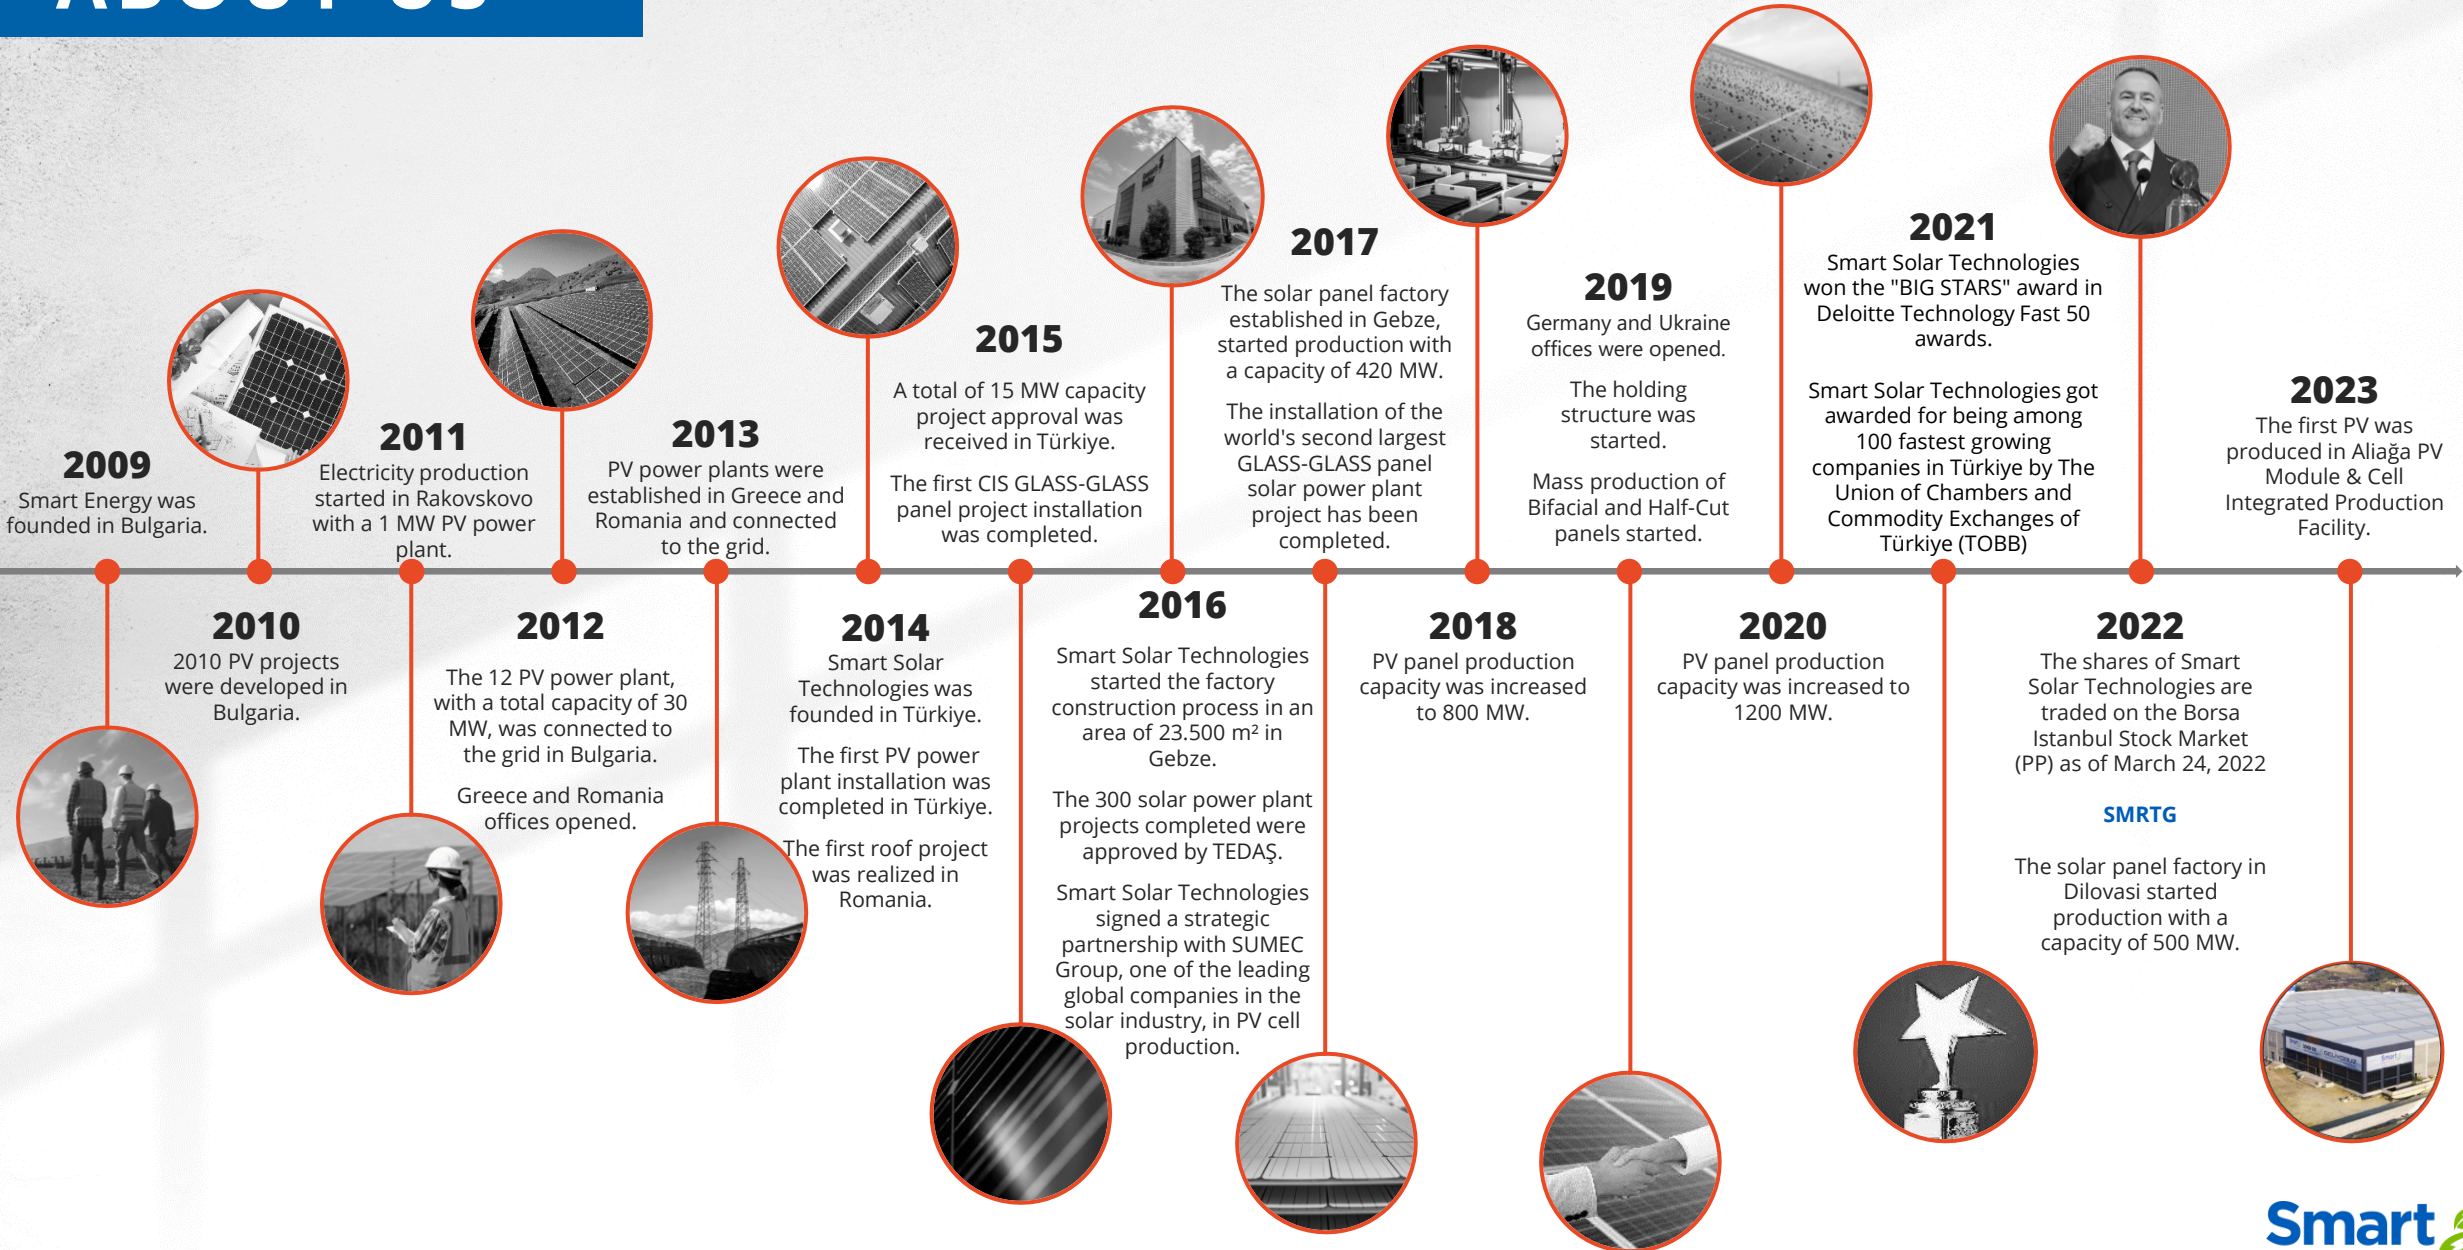 ABOUT US
2009
Smart Energy was
founded in Bulgaria.
2010
2010 PV projects
were developed in
Bulgaria.
2011
Electricity production
started in Rakovskovo
with a 1 MW PV power
plant.
2012
The 12 PV power plant,
with a total capacity of 30
MW, was connected to
the grid in Bulgaria.
Greece and Romania
offices opened.
2013
PV power plants were
established in Greece and
Romania and connected
to the grid.
2014
Smart Solar
Technologies was
founded in Türkiye.
The first PV power
plant installation was
completed in Türkiye.
The first roof project
was realized in
Romania.
2015
A total of 15 MW capacity
project approval was
received in Türkiye.
The first CIS GLASS-GLASS
panel project installation
was completed.
2016
Smart Solar Technologies
started the factory
construction process in an
area of 23.500 m² in
Gebze.
The 300 solar power plant
projects completed were
approved by TEDAŞ.
Smart Solar Technologies
signed a strategic
partnership with SUMEC
Group, one of the leading
global companies in the
solar industry, in PV cell
production.
2017
The solar panel factory
established in Gebze,
started production with
a capacity of 420 MW.
The installation of the
world's second largest
GLASS-GLASS panel
solar power plant
project has been
completed.
2018
PV panel production
capacity was increased
to 800 MW.
2019
Germany and Ukraine
offices were opened.
The holding
structure was
started.
Mass production of
Bifacial and Half-Cut
panels started.
2020
PV panel production
capacity was increased to
1200 MW.
2021
Smart Solar Technologies
won the "BIG STARS" award in
Deloitte Technology Fast 50
awards.
Smart Solar Technologies got
awarded for being among
100 fastest growing
companies in Türkiye by The
Union of Chambers and
Commodity Exchanges of
Türkiye (TOBB)
2022
The shares of Smart
Solar Technologies are
traded on the Borsa
Istanbul Stock Market
(PP) as of March 24, 2022
SMRTG
The solar panel factory in
Dilovasi started
production with a
capacity of 500 MW.
2023
The first PV was
produced in Aliağa PV
Module & Cell
Integrated Production
Facility.
Smart
Smart